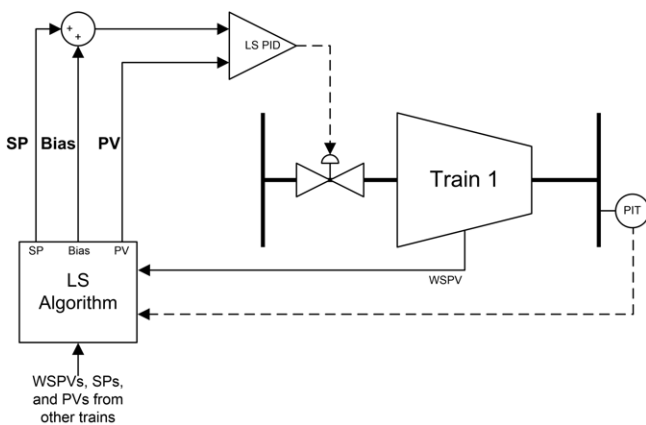 +
+
LS PID
SP
Bias
PV
Train 1
PIT
SP
Bias
PV
LS
Algorithm
WSPV
WSPVs, SPs,
and PVs from
other trains